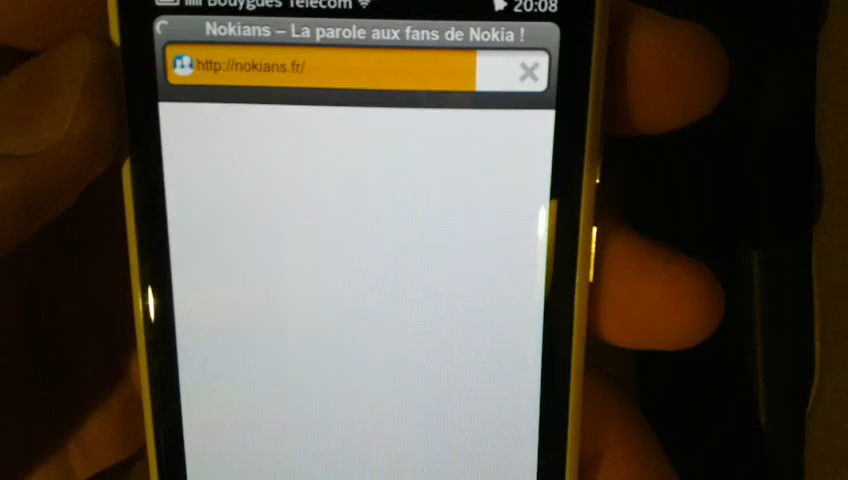 Bouygues Telecom 20:08
Nokians – La parole aux fans de Nokia !
http://nokians.fr/